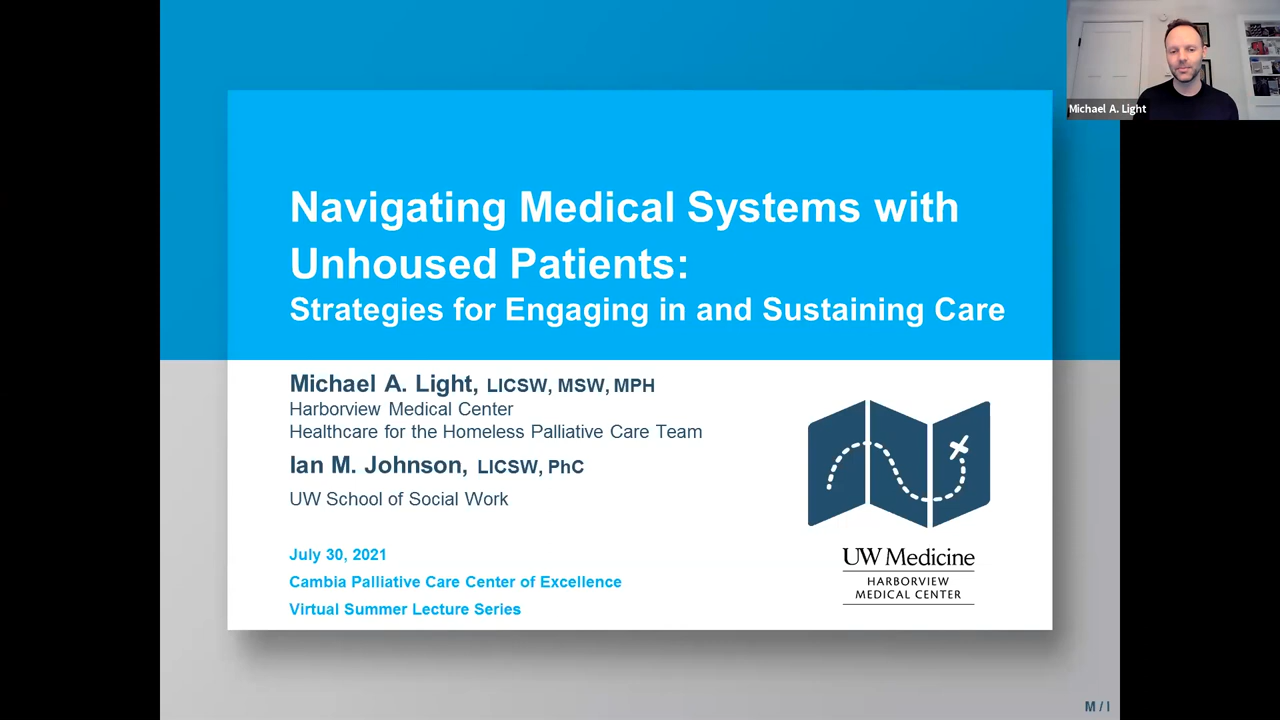 Michael A. Light
Navigating Medical Systems with
Unhoused Patients:
Strategies for Engaging in and Sustaining Care
Michael A. Light, LICSW, MSW, MPH
Harborview Medical Center
Healthcare for the Homeless Palliative Care Team
Ian M. Johnson, LICSW, PhC
UW School of Social Work
July 30, 2021
Cambia Palliative Care Center of Excellence
Virtual Summer Lecture Series
UW Medicine
HARBORVIEW
MEDICAL CENTER
M / I